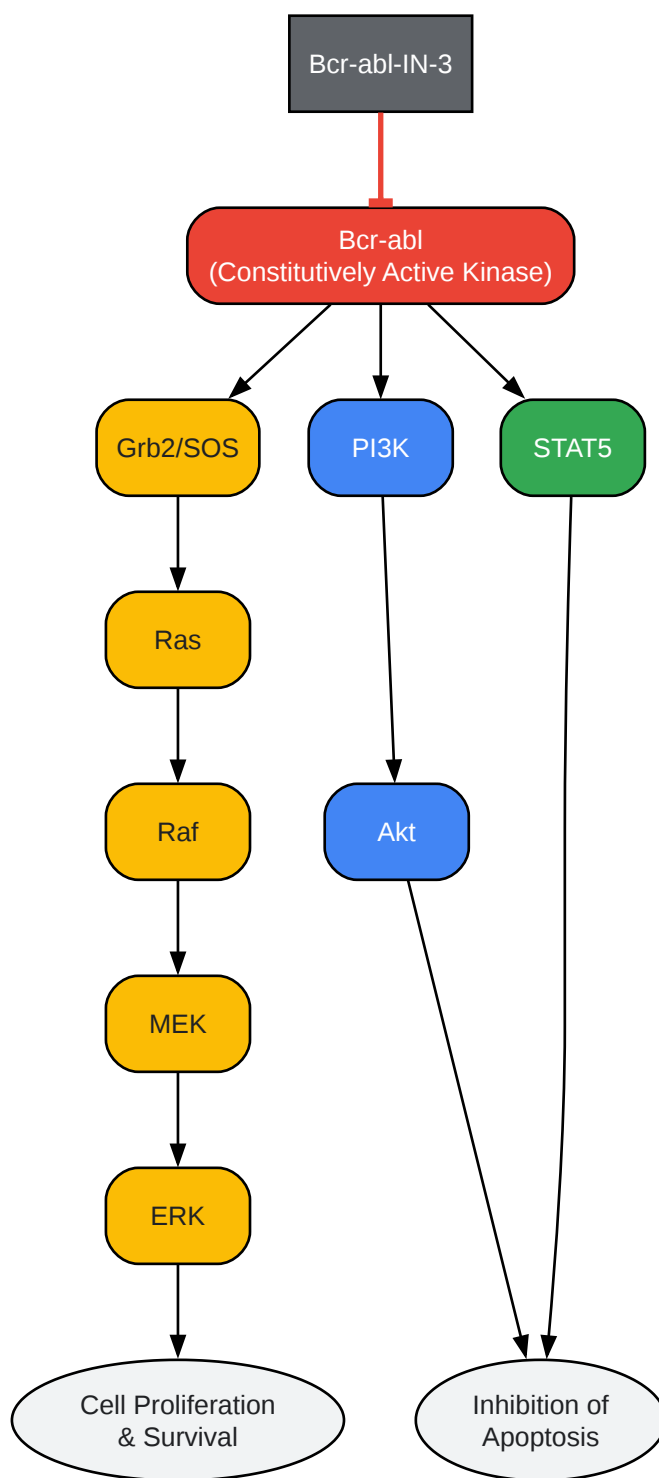 Bcr-abl-IN-3
Bcr-abl
(Constitutively Active Kinase)
Grb2/SOS
PI3K
STAT5
Ras
Raf
Akt
MEK
ERK
Cell Proliferation
& Survival
Inhibition of
Apoptosis